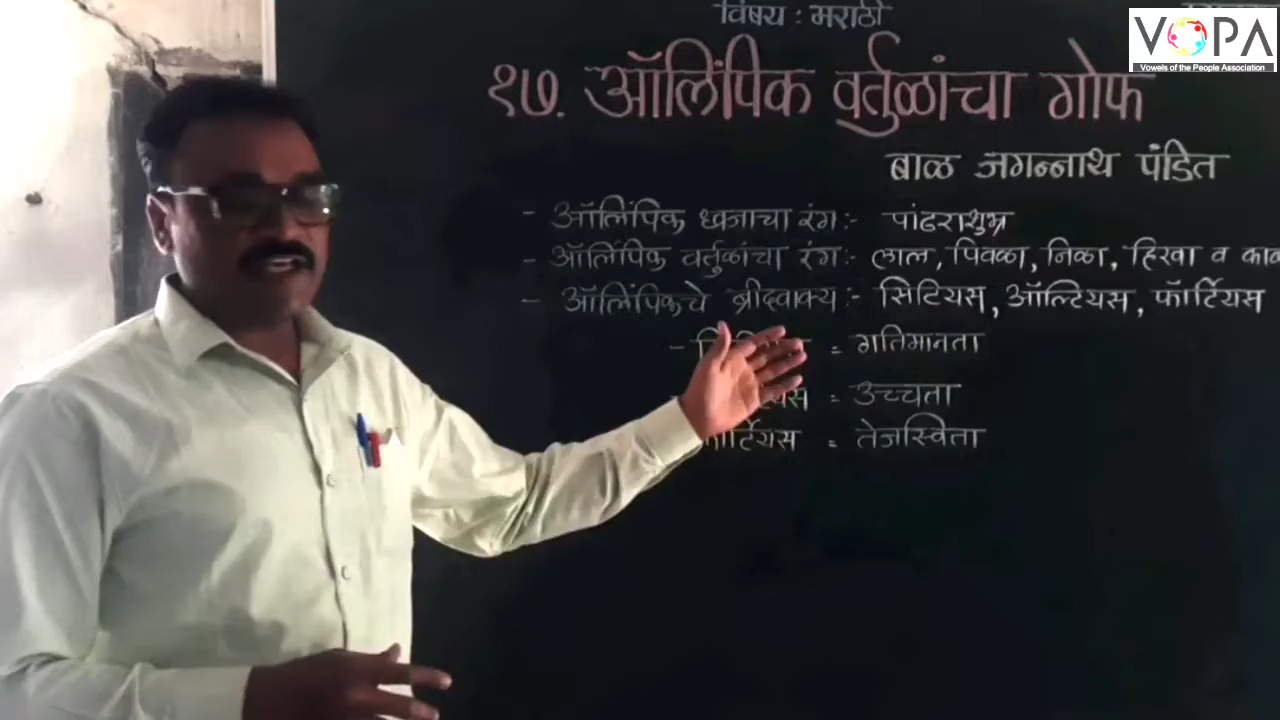 विषय : मराठी
VOPA
Vowels of the People Association
१७. ऑलिंपिक वर्तुळांचा गोफ
बाळ जगन्नाथ पंडित
- ऑलिंपिक ध्वजाचा रंग :- पांढराशुभ्र
- ऑलिंपिक वर्तुळांचा रंग :- लाल, पिवळा, निळा, हिरवा व
- ऑलिंपिकचे ब्रीदवाक्य :- सिटियस, ऑल्टियस, फॉर्टियस
- = गतिमानता
= उच्चता
= तेजस्विता